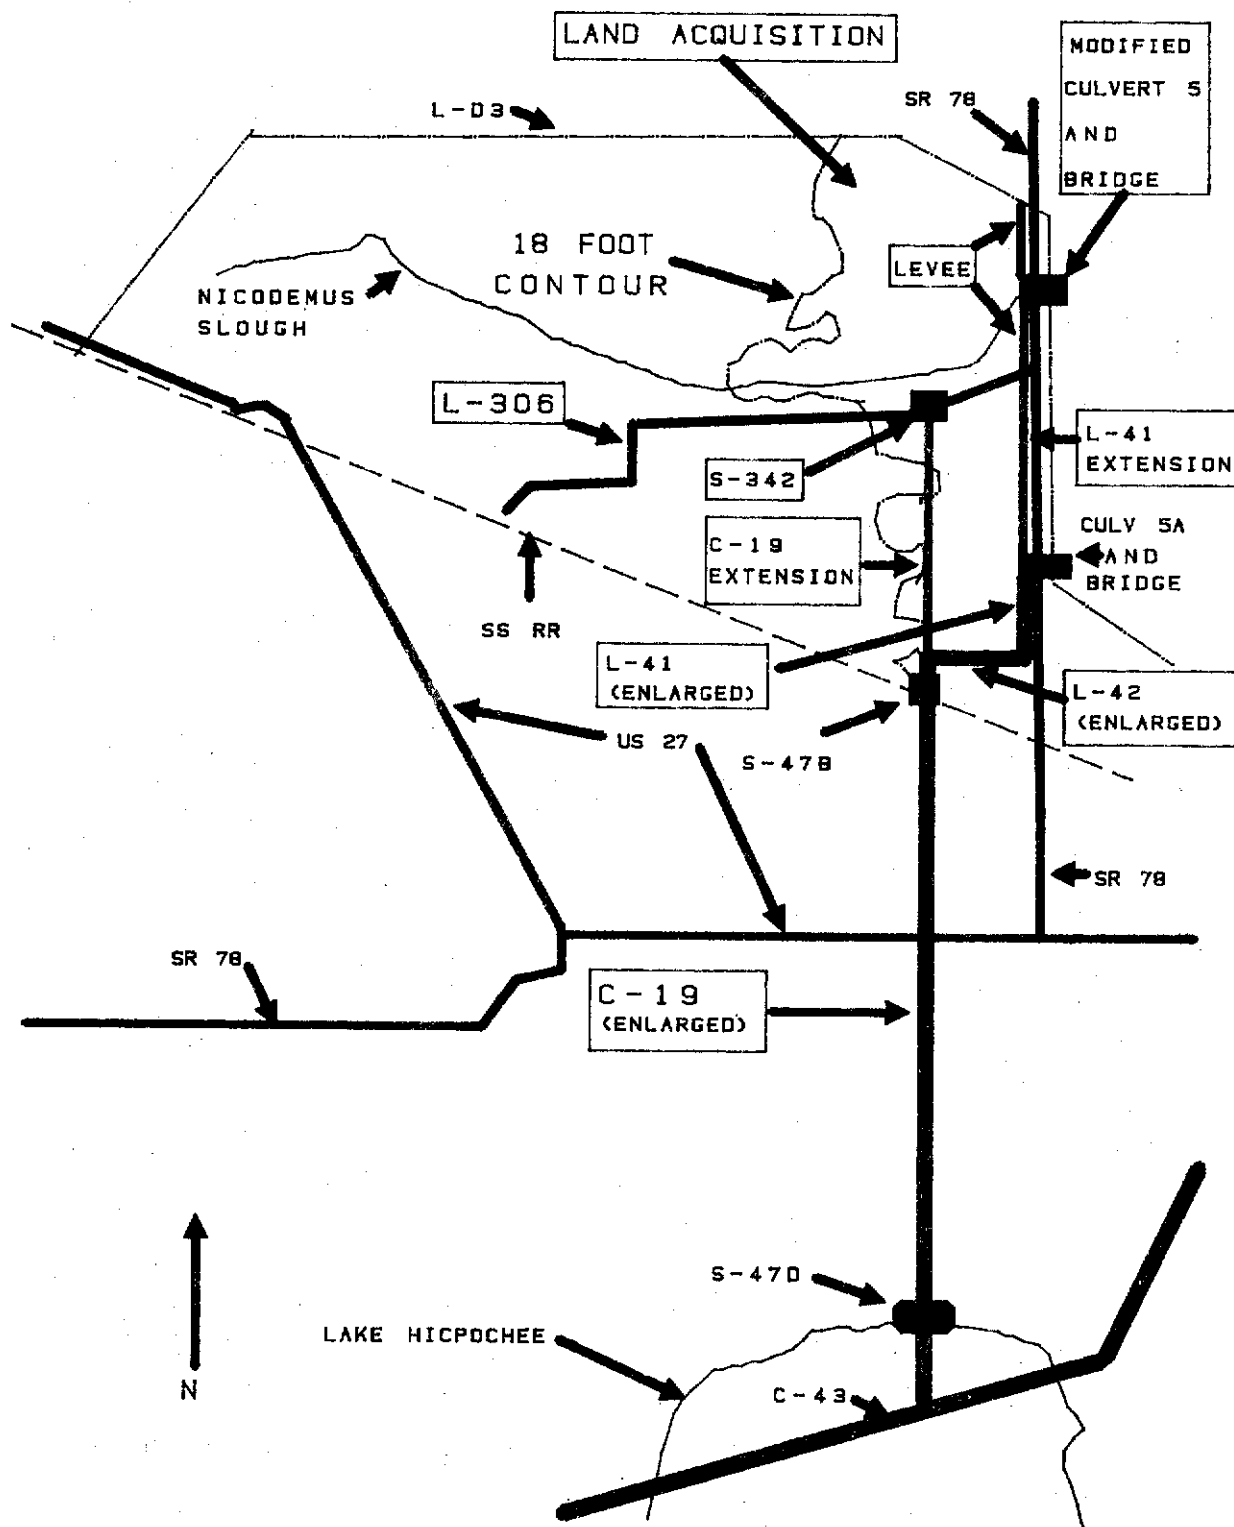 LAND ACQUISITION
MODIFIED
CULVERT 5
AND
BRIDGE
SR 78
L-D3
18 FOOT
CONTOUR
LEVEE
NICODEMUS
SLOUGH
L-306
L-41
EXTENSION
S-342
C-19
EXTENSION
CULV 5A
AND
BRIDGE
SS RR
L-41
(ENLARGED)
L-42
(ENLARGED)
US 27
S-47B
SR 78
SR 78
C-19
(ENLARGED)
S-47D
LAKE HICPOCHEE
N
C-43